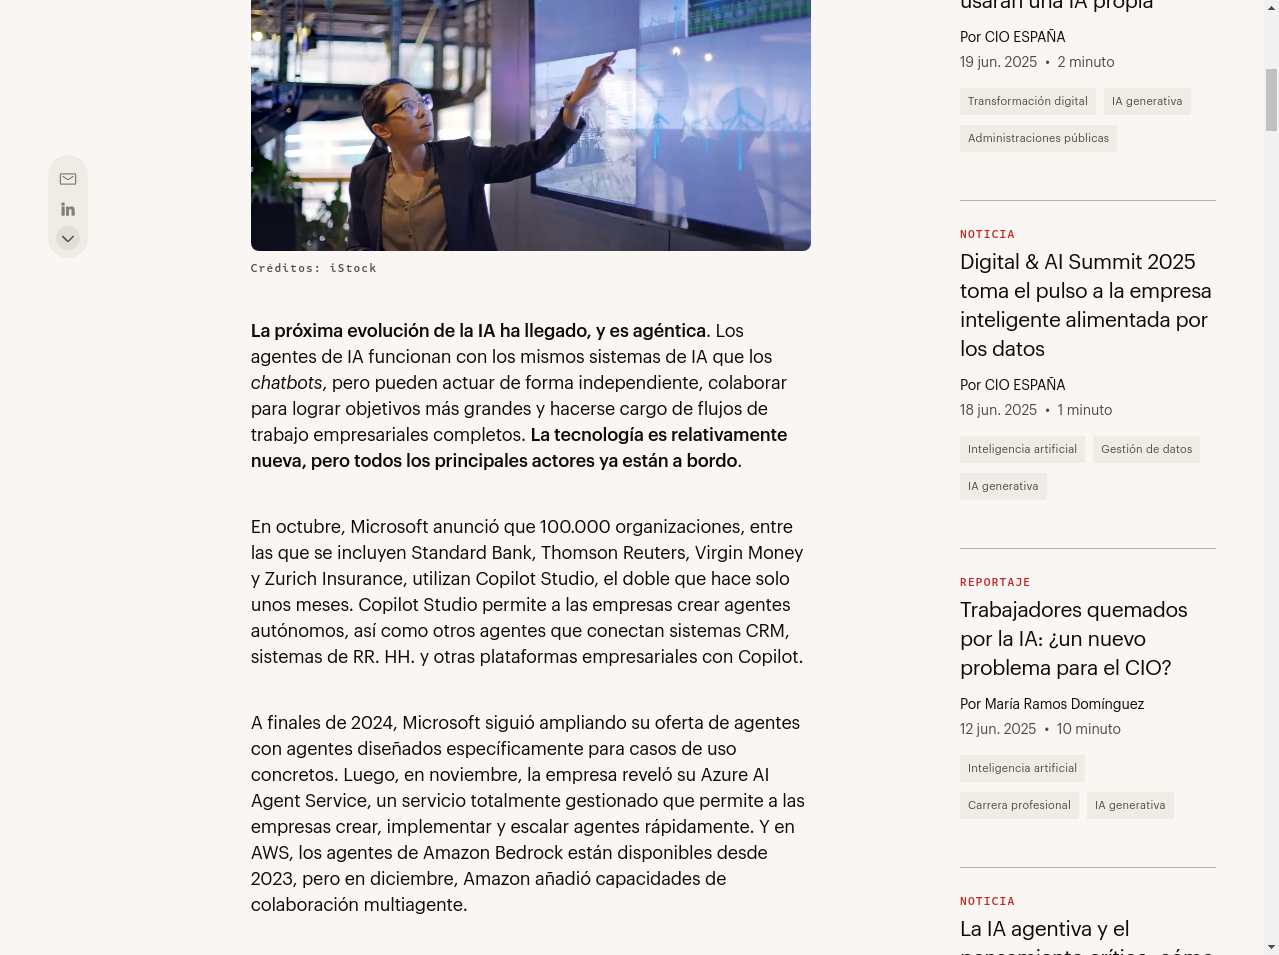 Créditos: iStock
La próxima evolución de la IA ha llegado, y es agéntica. Los
agentes de IA funcionan con los mismos sistemas de IA que los
chatbots, pero pueden actuar de forma independiente, colaborar
para lograr objetivos más grandes y hacerse cargo de flujos de
trabajo empresariales completos. La tecnología es relativamente
nueva, pero todos los principales actores ya están a bordo.
En octubre, Microsoft anunció que 100.000 organizaciones, entre
las que se incluyen Standard Bank, Thomson Reuters, Virgin Money
y Zurich Insurance, utilizan Copilot Studio, el doble que hace solo
unos meses. Copilot Studio permite a las empresas crear agentes
autónomos, así como otros agentes que conectan sistemas CRM,
sistemas de RR. HH. y otras plataformas empresariales con Copilot.
A finales de 2024, Microsoft siguió ampliando su oferta de agentes
con agentes diseñados específicamente para casos de uso
concretos. Luego, en noviembre, la empresa reveló su Azure AI
Agent Service, un servicio totalmente gestionado que permite a las
empresas crear, implementar y escalar agentes rápidamente. Y en
AWS, los agentes de Amazon Bedrock están disponibles desde
2023, pero en diciembre, Amazon añadió capacidades de
colaboración multiagente.
usarán una IA propia
Por CIO ESPAÑA
19 jun. 2025 • 2 minuto
Transformación digital IA generativa
Administraciones públicas
NOTICIA
Digital & AI Summit 2025
toma el pulso a la empresa
inteligente alimentada por
los datos
Por CIO ESPAÑA
18 jun. 2025 • 1 minuto
Inteligencia artificial Gestión de datos
IA generativa
REPORTAJE
Trabajadores quemados
por la IA: ¿un nuevo
problema para el CIO?
Por María Ramos Domínguez
12 jun. 2025 • 10 minuto
Inteligencia artificial
Carrera profesional IA generativa
NOTICIA
La IA agentiva y el
pensamiento crítico: cómo